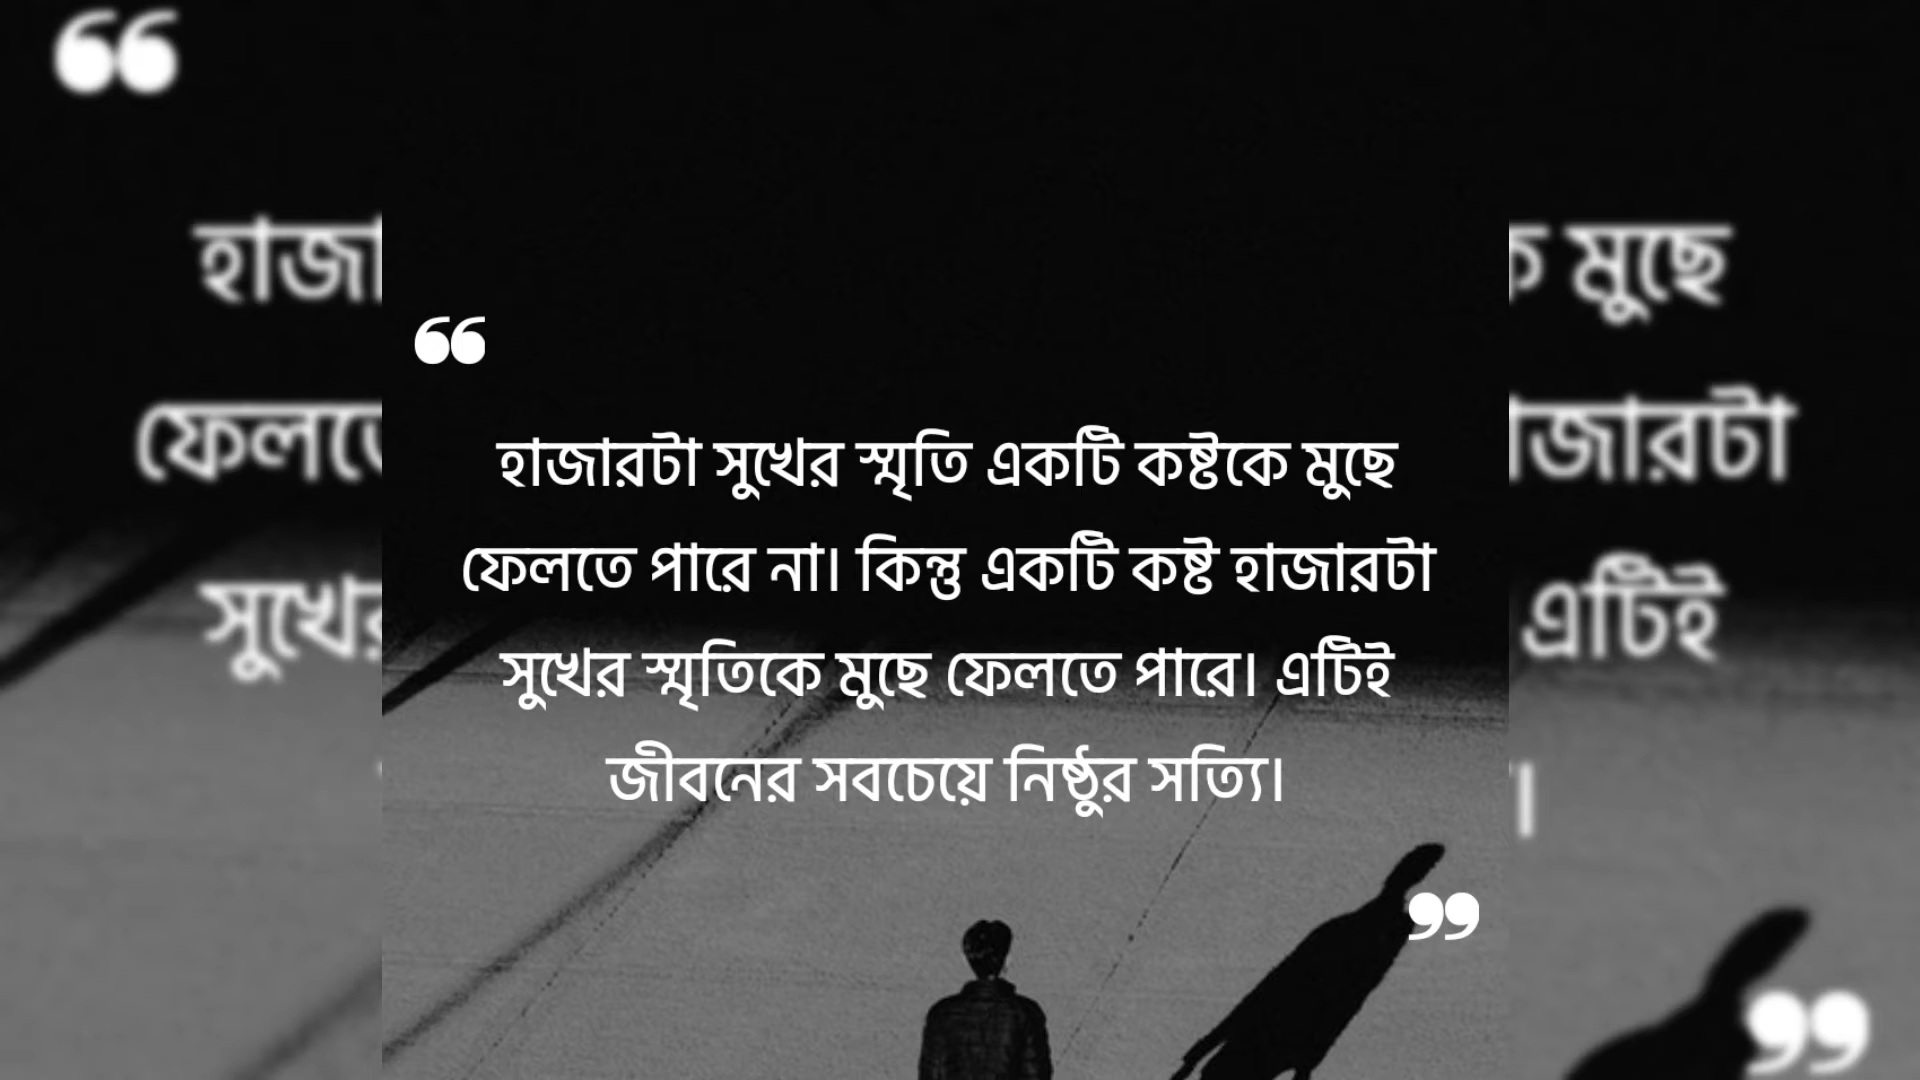 “
হাজারটা সুখের স্মৃতি একটি কষ্টকে মুছে
ফেলতে পারে না। কিন্তু একটি কষ্ট হাজারটা
সুখের স্মৃতিকে মুছে ফেলতে পারে। এটিই
জীবনের সবচেয়ে নিষ্ঠুর সত্যি।
”